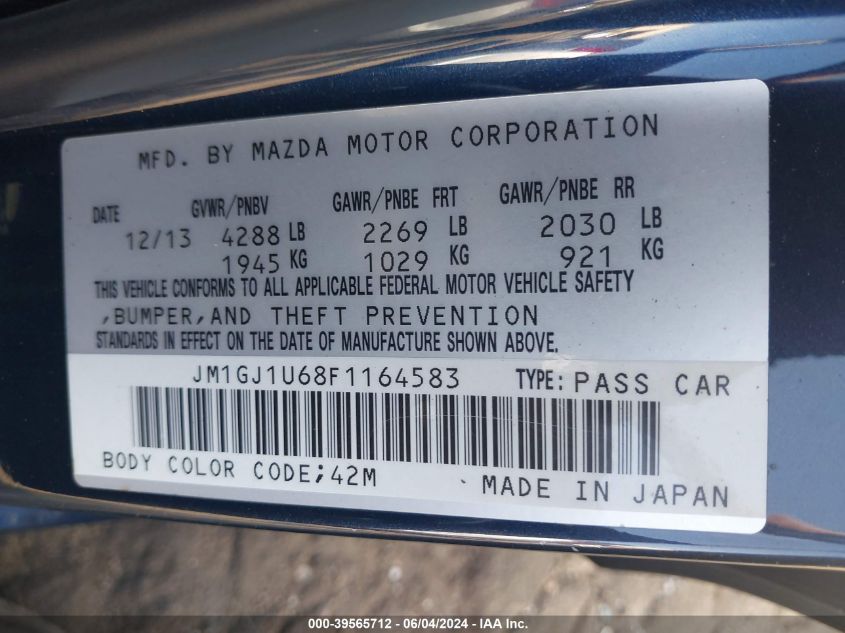 MFD. BY MAZDA MOTOR CORPORATION
DATE GVWR/PNBV GAWR/PNBE FRT GAWR/PNBE RR
12/13 4288 LB 2269 LB 2030 LB
1945 KG 1029 KG 921 KG
THIS VEHICLE CONFORMS TO ALL APPLICABLE FEDERAL MOTOR VEHICLE SAFETY
,BUMPER,AND THEFT PREVENTION
STANDARDS IN EFFECT ON THE DATE OF MANUFACTURE SHOWN ABOVE.
JM1GJ1U68F1164583 TYPE: PASS CAR
BODY COLOR CODE;42M MADE IN JAPAN
000-39565712 - 06/04/2024 - IAA, Inc.